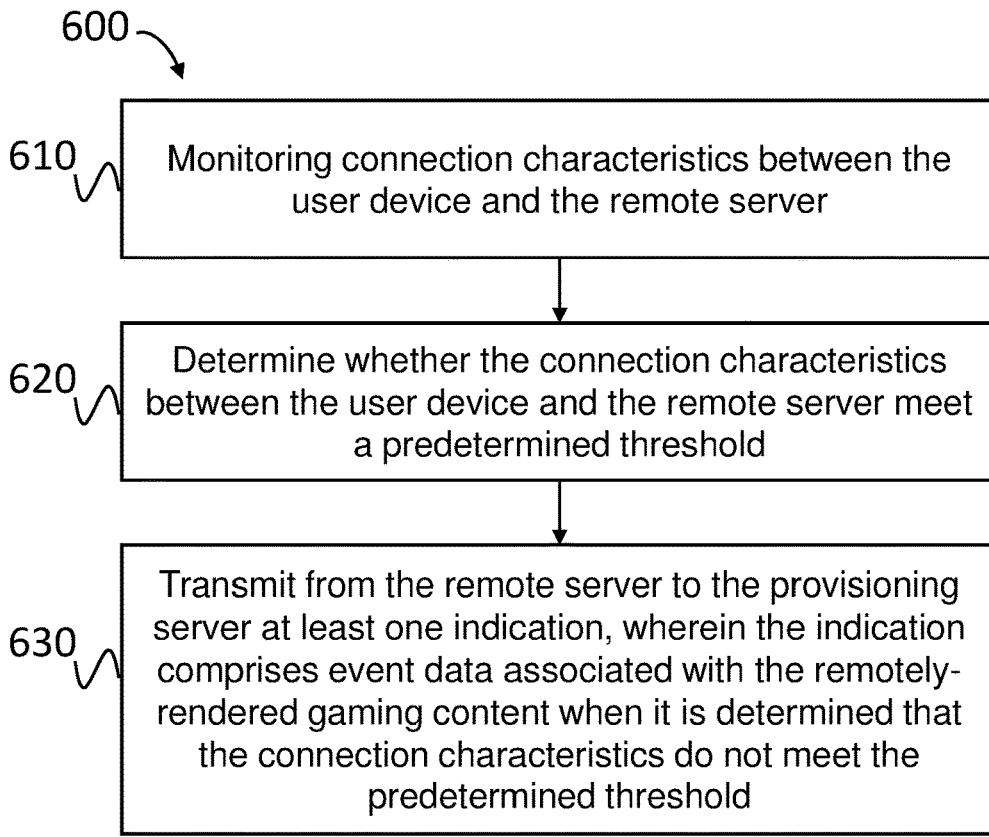 600
610
Monitoring connection characteristics between the
user device and the remote server
620
Determine whether the connection characteristics
between the user device and the remote server meet
a predetermined threshold
630
Transmit from the remote server to the provisioning
server at least one indication, wherein the indication
comprises event data associated with the remotely-
rendered gaming content when it is determined that
the connection characteristics do not meet the
predetermined threshold